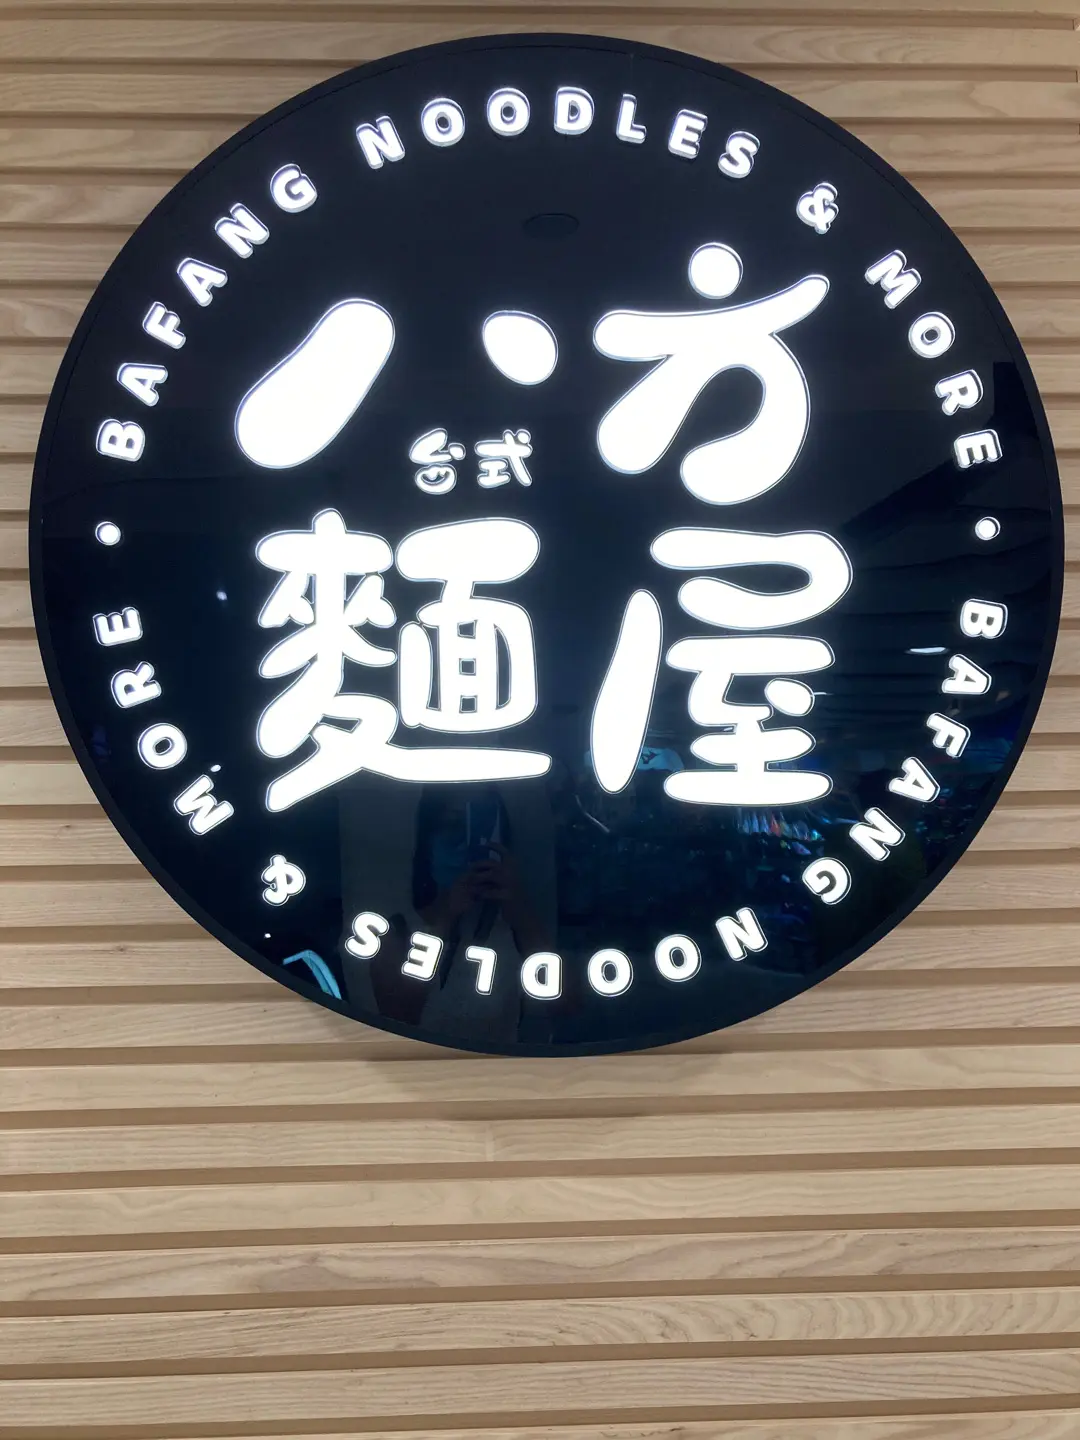 BAFANG NOODLES & MORE • BAFANG NOODLES & MORE •
八方
台式
麵屋